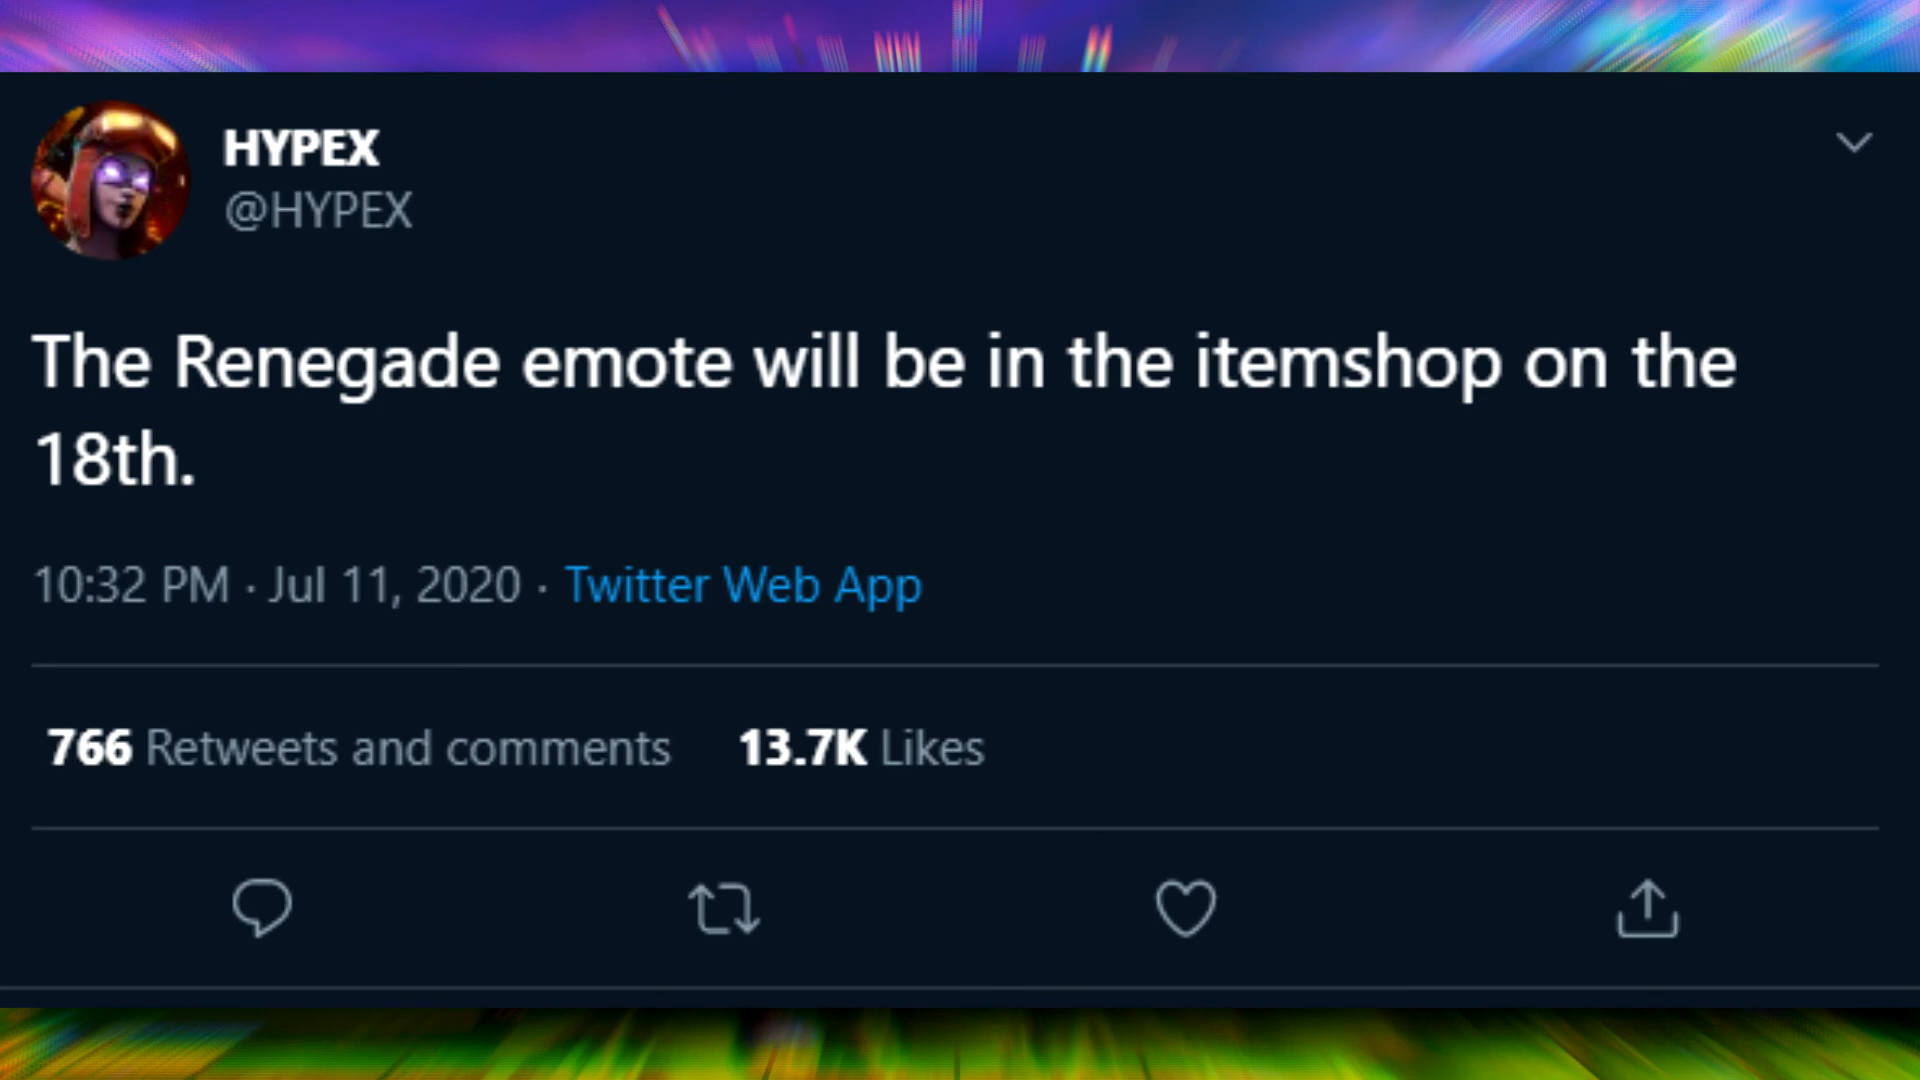 HYPEX
@HYPEX
The Renegade emote will be in the itemshop on the
18th.
10:32 PM · Jul 11, 2020 · Twitter Web App
766 Retweets and comments 13.7K Likes